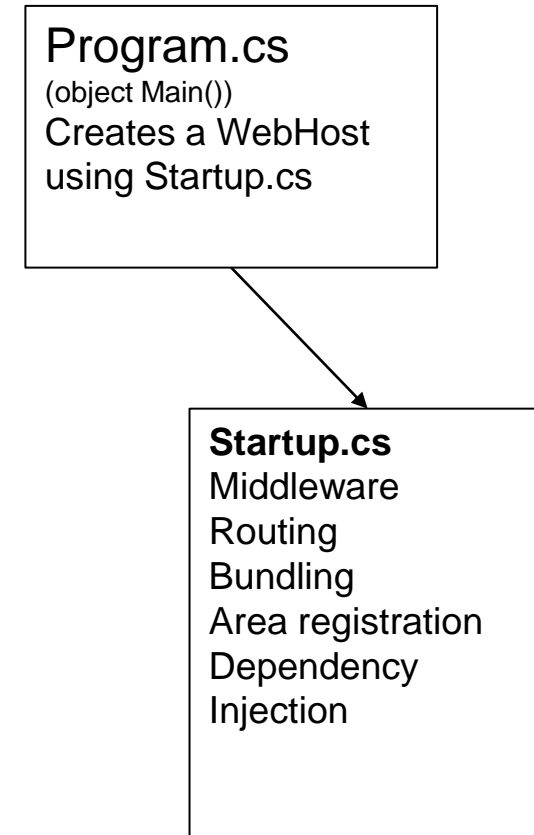 Program.cs
(object Main())
Creates a WebHost
using Startup.cs
Startup.cs
Middleware
Routing
Bundling
Area registration
Dependency
Injection